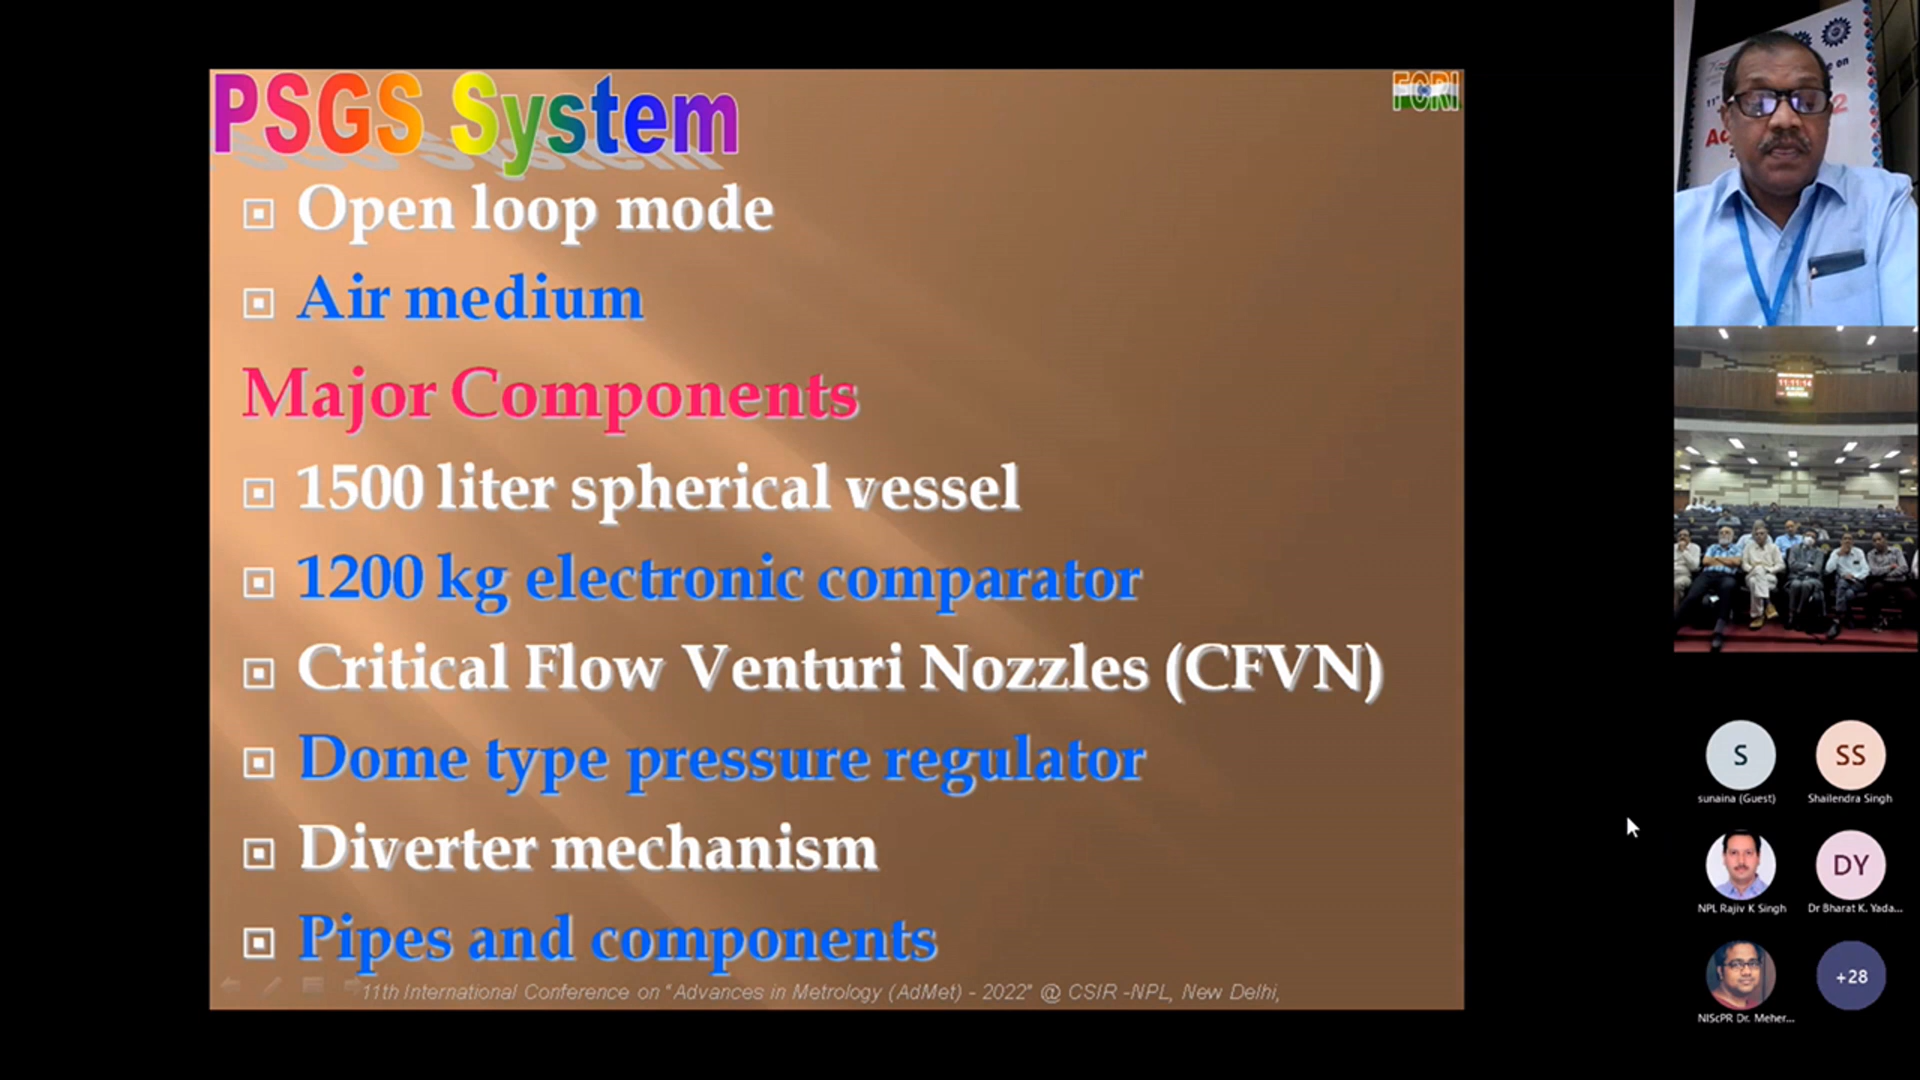 PSGS System
FCRI
Open loop mode
Air medium
Major Components
1500 liter spherical vessel
1200 kg electronic comparator
Critical Flow Venturi Nozzles (CFVN)
Dome type pressure regulator
Diverter mechanism
Pipes and components
11th International Conference on “Advances in Metrology (AdMet) - 2022” @ CSIR -NPL, New Delhi,
S
SS
sunaina (Guest)
Shailendra Singh
DY
NPL Rajiv K Singh
Dr Bharat K. Yada...
+28
NIScPR Dr. Meher...